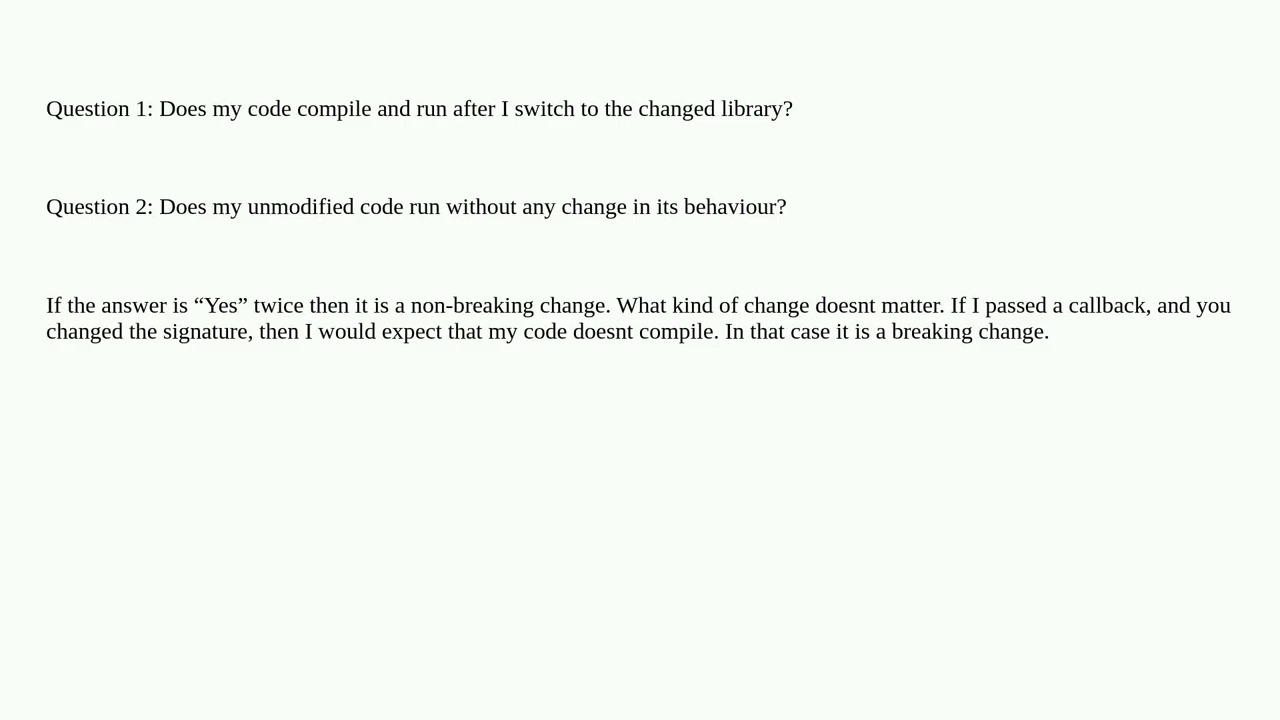 Question 1: Does my code compile and run after I switch to the changed library?
Question 2: Does my unmodified code run without any change in its behaviour?
If the answer is “Yes” twice then it is a non-breaking change. What kind of change doesnt matter. If I passed a callback, and you
changed the signature, then I would expect that my code doesnt compile. In that case it is a breaking change.